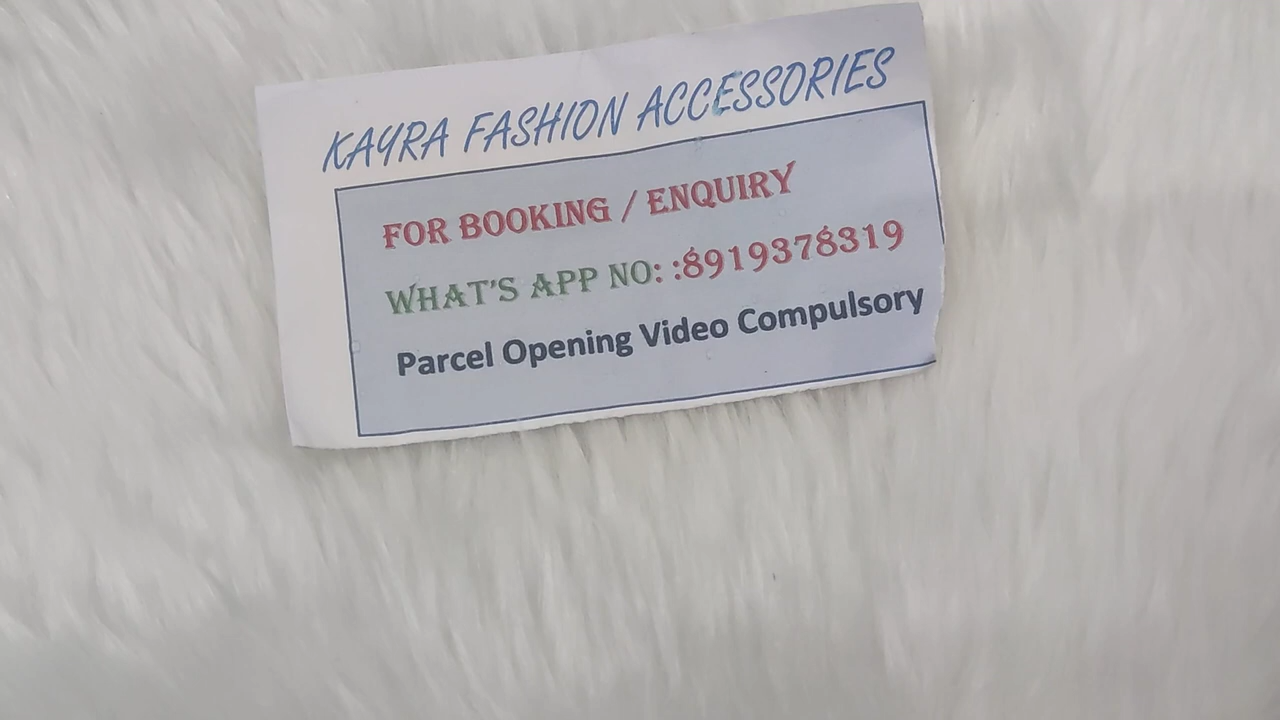 KAYRA FASHION ACCESSORIES
FOR BOOKING / ENQUIRY
WHAT'S APP NO: :8919378319
Parcel Opening Video Compulsory